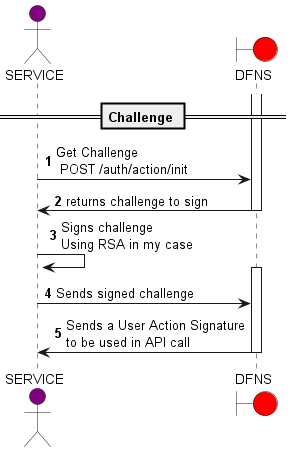 SERVICE
DFNS
Challenge
1 Get Challenge
POST /auth/action/init
2 returns challenge to sign
3 Signs challenge
Using RSA in my case
4 Sends signed challenge
5 Sends a User Action Signature
to be used in API call
SERVICE
DFNS